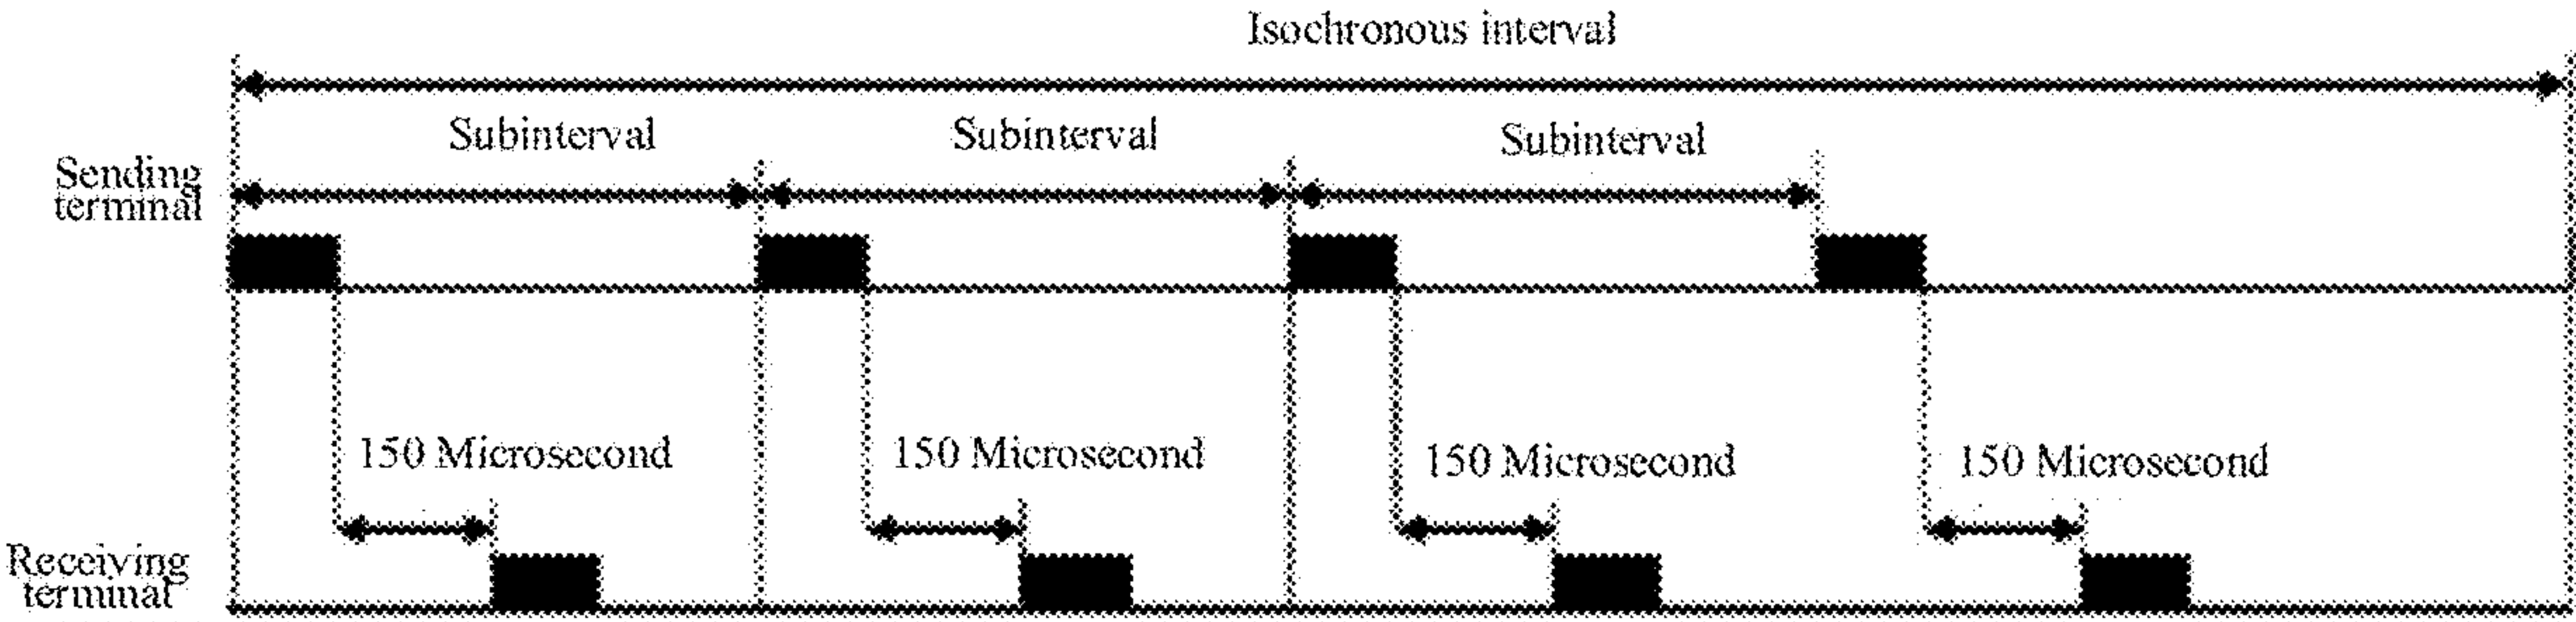 Isochronous interval
Subinterval
Subinterval
Subinterval
Sending
terminal
150 Microsecond
150 Microsecond
150 Microsecond
150 Microsecond
Receiving
terminal